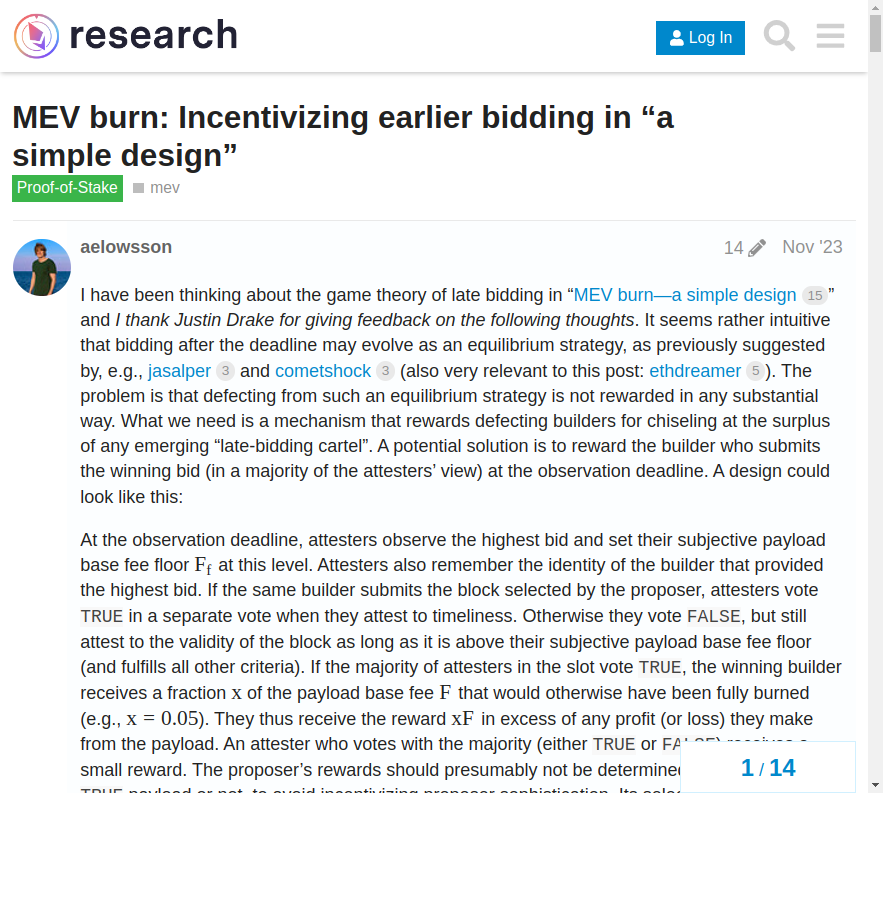 research
Log In
MEV burn: Incentivizing earlier bidding in “a
simple design”
Proof-of-Stake
mev
aelowsson
14
Nov '23
I have been thinking about the game theory of late bidding in “MEV burn—a simple design 15 ”
and I thank Justin Drake for giving feedback on the following thoughts. It seems rather intuitive
that bidding after the deadline may evolve as an equilibrium strategy, as previously suggested
by, e.g., jasalper 3 and cometshock 3 (also very relevant to this post: ethdreamer 5 ). The
problem is that defecting from such an equilibrium strategy is not rewarded in any substantial
way. What we need is a mechanism that rewards defecting builders for chiseling at the surplus
of any emerging “late-bidding cartel”. A potential solution is to reward the builder who submits
the winning bid (in a majority of the attesters’ view) at the observation deadline. A design could
look like this:
At the observation deadline, attesters observe the highest bid and set their subjective payload
base fee floor Ff at this level. Attesters also remember the identity of the builder that provided
the highest bid. If the same builder submits the block selected by the proposer, attesters vote
TRUE in a separate vote when they attest to timeliness. Otherwise they vote FALSE, but still
attest to the validity of the block as long as it is above their subjective payload base fee floor
(and fulfills all other criteria). If the majority of attesters in the slot vote TRUE, the winning builder
receives a fraction x of the payload base fee F that would otherwise have been fully burned
(e.g., x = 0.05). They thus receive the reward xF in excess of any profit (or loss) they make
from the payload. An attester who votes with the majority (either TRUE or FALSE) receives a
small reward. The proposer’s rewards should presumably not be determined
TRUE payload or not, to avoid incentivizing proposer sophistication. Its
1 / 14